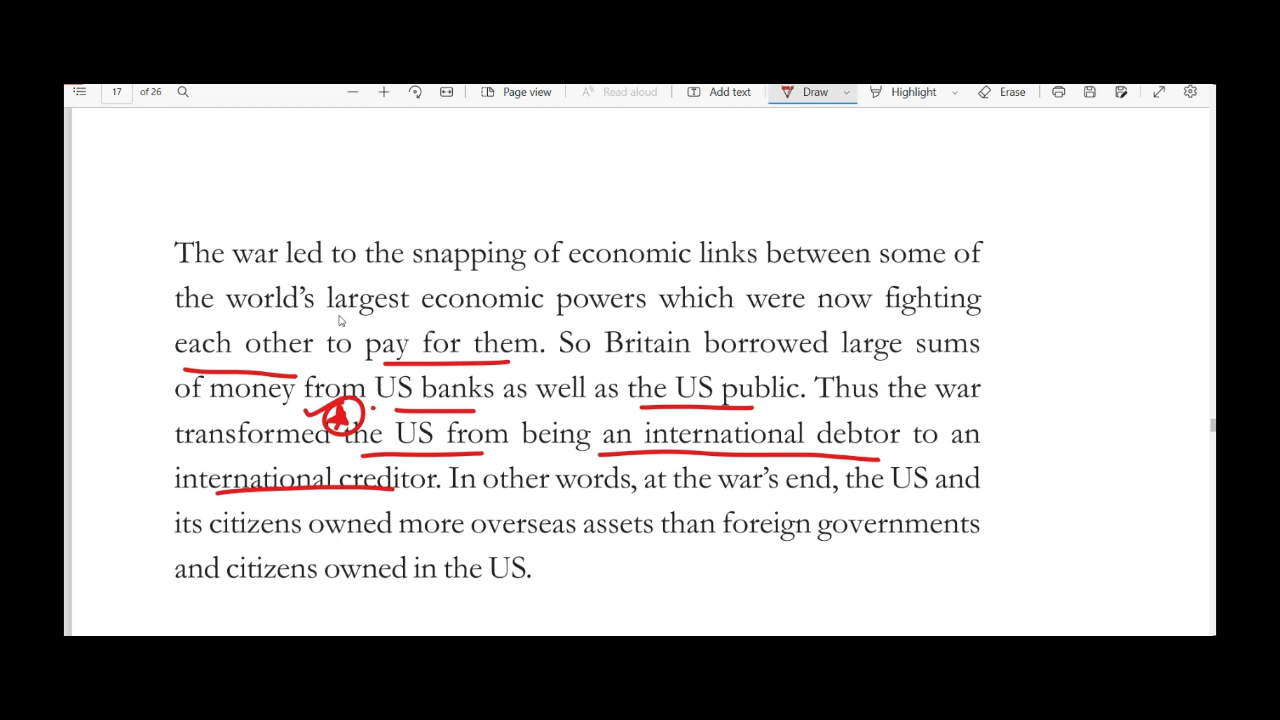 17 of 26 Page view Read aloud Add text Draw Highlight Erase
The war led to the snapping of economic links between some of
the world's largest economic powers which were now fighting
each other to pay for them. So Britain borrowed large sums
of money from US banks as well as the US public. Thus the war
transformed the US from being an international debtor to an
international creditor. In other words, at the war's end, the US and
its citizens owned more overseas assets than foreign governments
and citizens owned in the US.